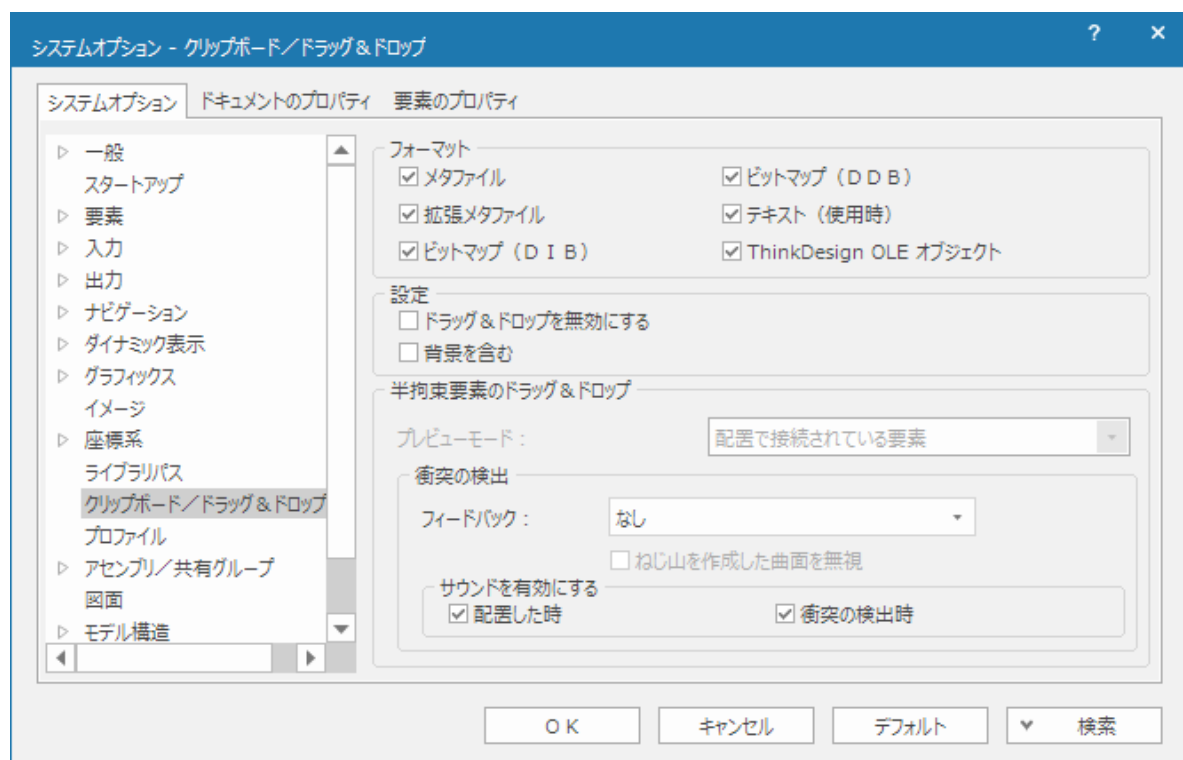 システムオプション - クリップボード／ドラッグ＆ドロップ
? ×
システムオプション ドキュメントのプロパティ 要素のプロパティ
一般
スタートアップ
要素
入力
出力
ナビゲーション
ダイナミック表示
グラフィックス
イメージ
座標系
ライブラリパス
クリップボード／ドラッグ＆ドロップ
プロファイル
アセンブリ／共有グループ
図面
モデル構造
フォーマット
メタファイル ビットマップ（ＤＤＢ）
拡張メタファイル テキスト（使用時）
ビットマップ（ＤＩＢ） ThinkDesign OLE オブジェクト
設定
ドラッグ＆ドロップを無効にする
背景を含む
半拘束要素のドラッグ＆ドロップ
プレビューモード： 配置で接続されている要素
衝突の検出
フィードバック： なし
ねじ山を作成した曲面を無視
サウンドを有効にする
配置した時 衝突の検出時
ＯＫ キャンセル デフォルト 検索